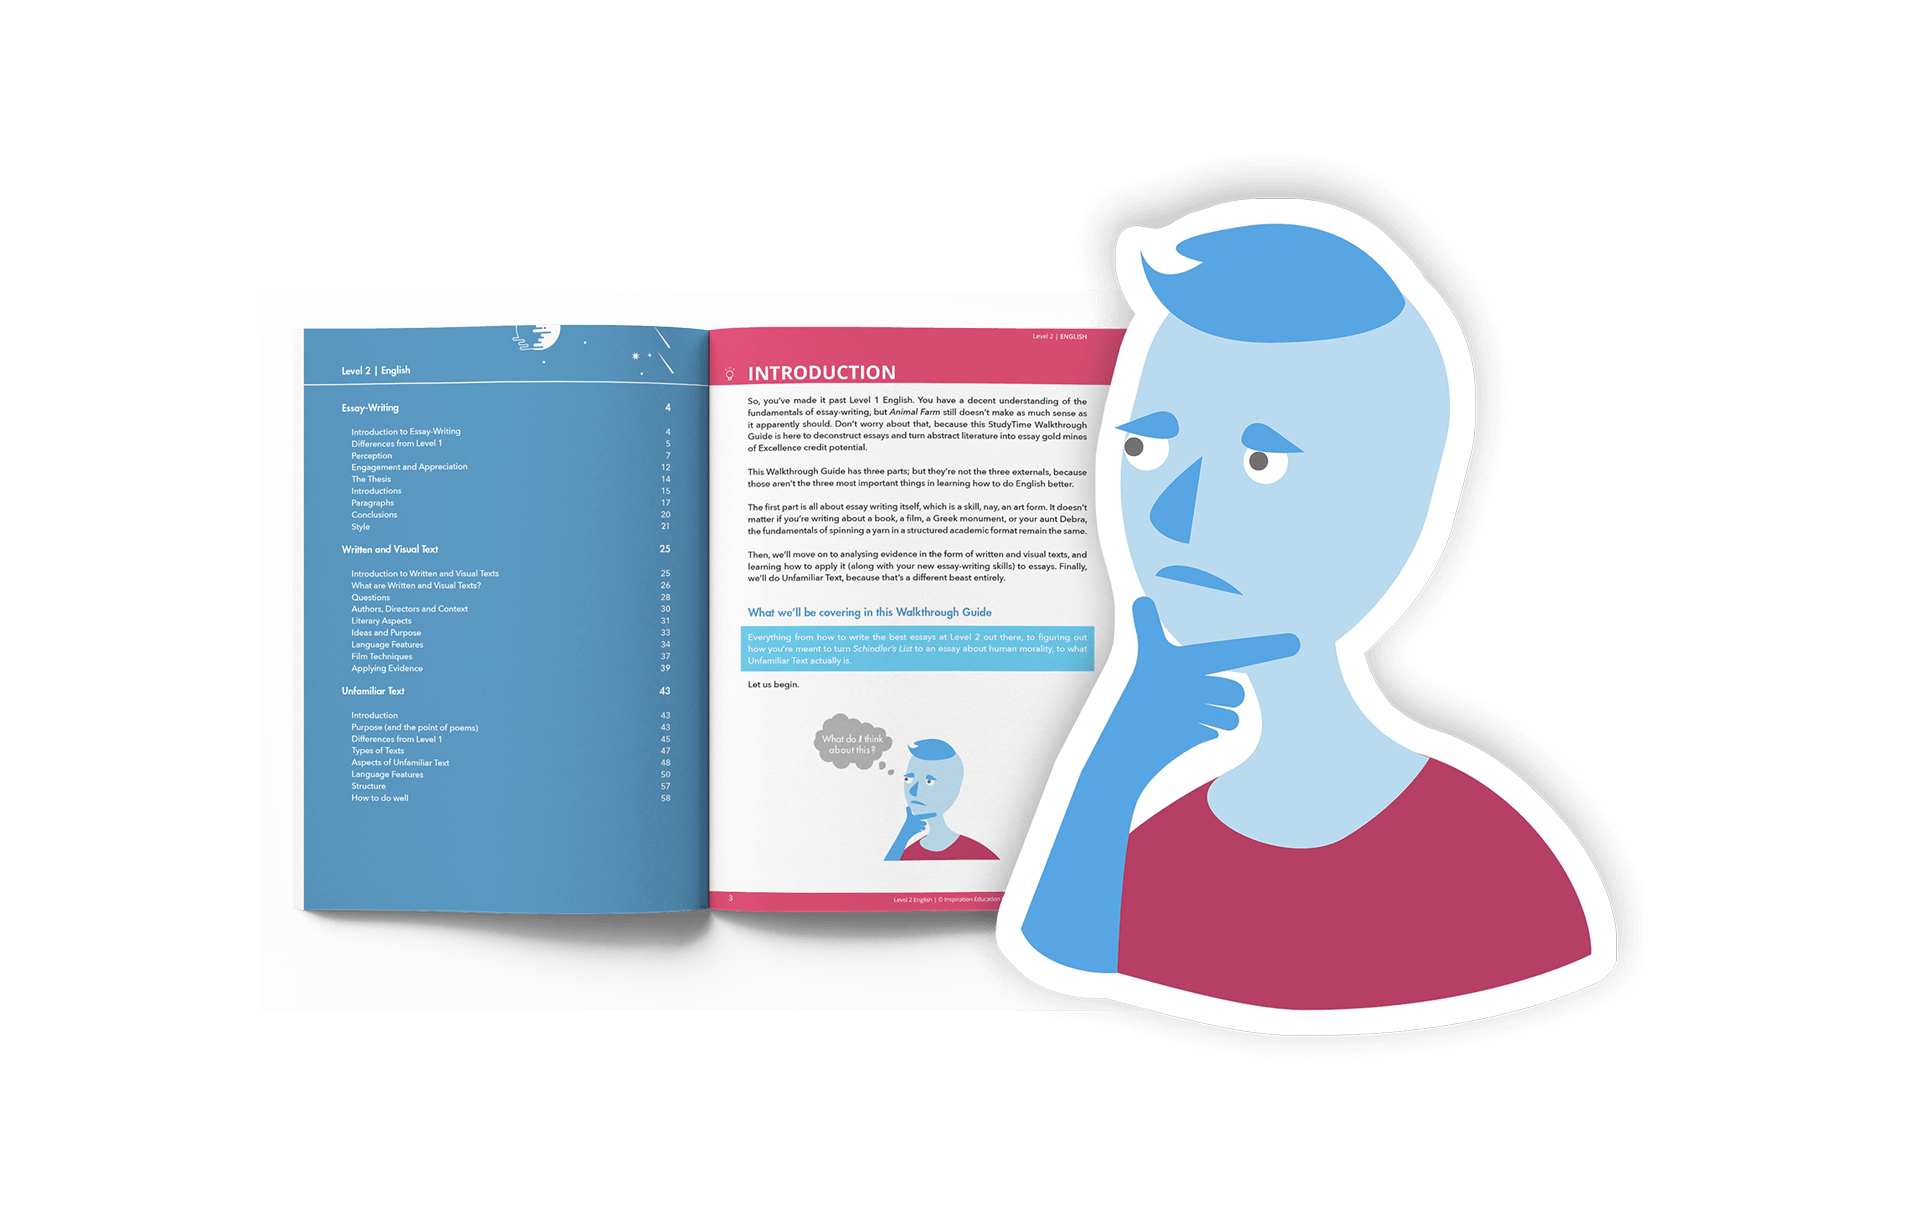 Level 2 | English
Essay-Writing 4
Introduction to Essay-Writing 4
Differences from Level 1 5
Perception 7
Engagement and Appreciation 12
The Thesis 14
Introductions 15
Paragraphs 17
Conclusions 20
Style 21
Written and Visual Text 25
Introduction to Written and Visual Texts 25
What are Written and Visual Texts? 26
Questions 28
Authors, Directors and Context 30
Literary Aspects 31
Ideas and Purpose 33
Language Features 34
Film Techniques 37
Applying Evidence 39
Unfamiliar Text 43
Introduction 43
Purpose (and the point of poems) 43
Differences from Level 1 45
Types of Texts 47
Aspects of Unfamiliar Text 48
Language Features 50
Structure 57
How to do well 58
Level 2 | ENGLISH
INTRODUCTION
So, you've made it past Level 1 English. You have a decent understanding of the
fundamentals of essay-writing, but Animal Farm still doesn't make as much sense as
it apparently should. Don't worry about that, because this StudyTime Walkthrough
Guide is here to deconstruct essays and turn abstract literature into essay gold mines
of Excellence credit potential.
This Walkthrough Guide has three parts; but they're not the three externals, because
those aren't the three most important things in learning how to do English better.
The first part is all about essay writing itself, which is a skill, nay, an art form. It doesn't
matter if you're writing about a book, a film, a Greek monument, or your aunt Debra,
the fundamentals of spinning a yarn in a structured academic format remain the same.
Then, we'll move on to analysing evidence in the form of written and visual texts, and
learning how to apply it (along with your new essay-writing skills) to essays. Finally,
we'll do Unfamiliar Text, because that's a different beast entirely.
What we'll be covering in this Walkthrough Guide
Everything from how to write the best essays at Level 2 out there, to figuring out
how you're meant to turn Schindler's List to an essay about human morality, to what
Unfamiliar Text actually is.
Let us begin.
What do I think
about this?
3
Level 2 English | © Inspiration Education